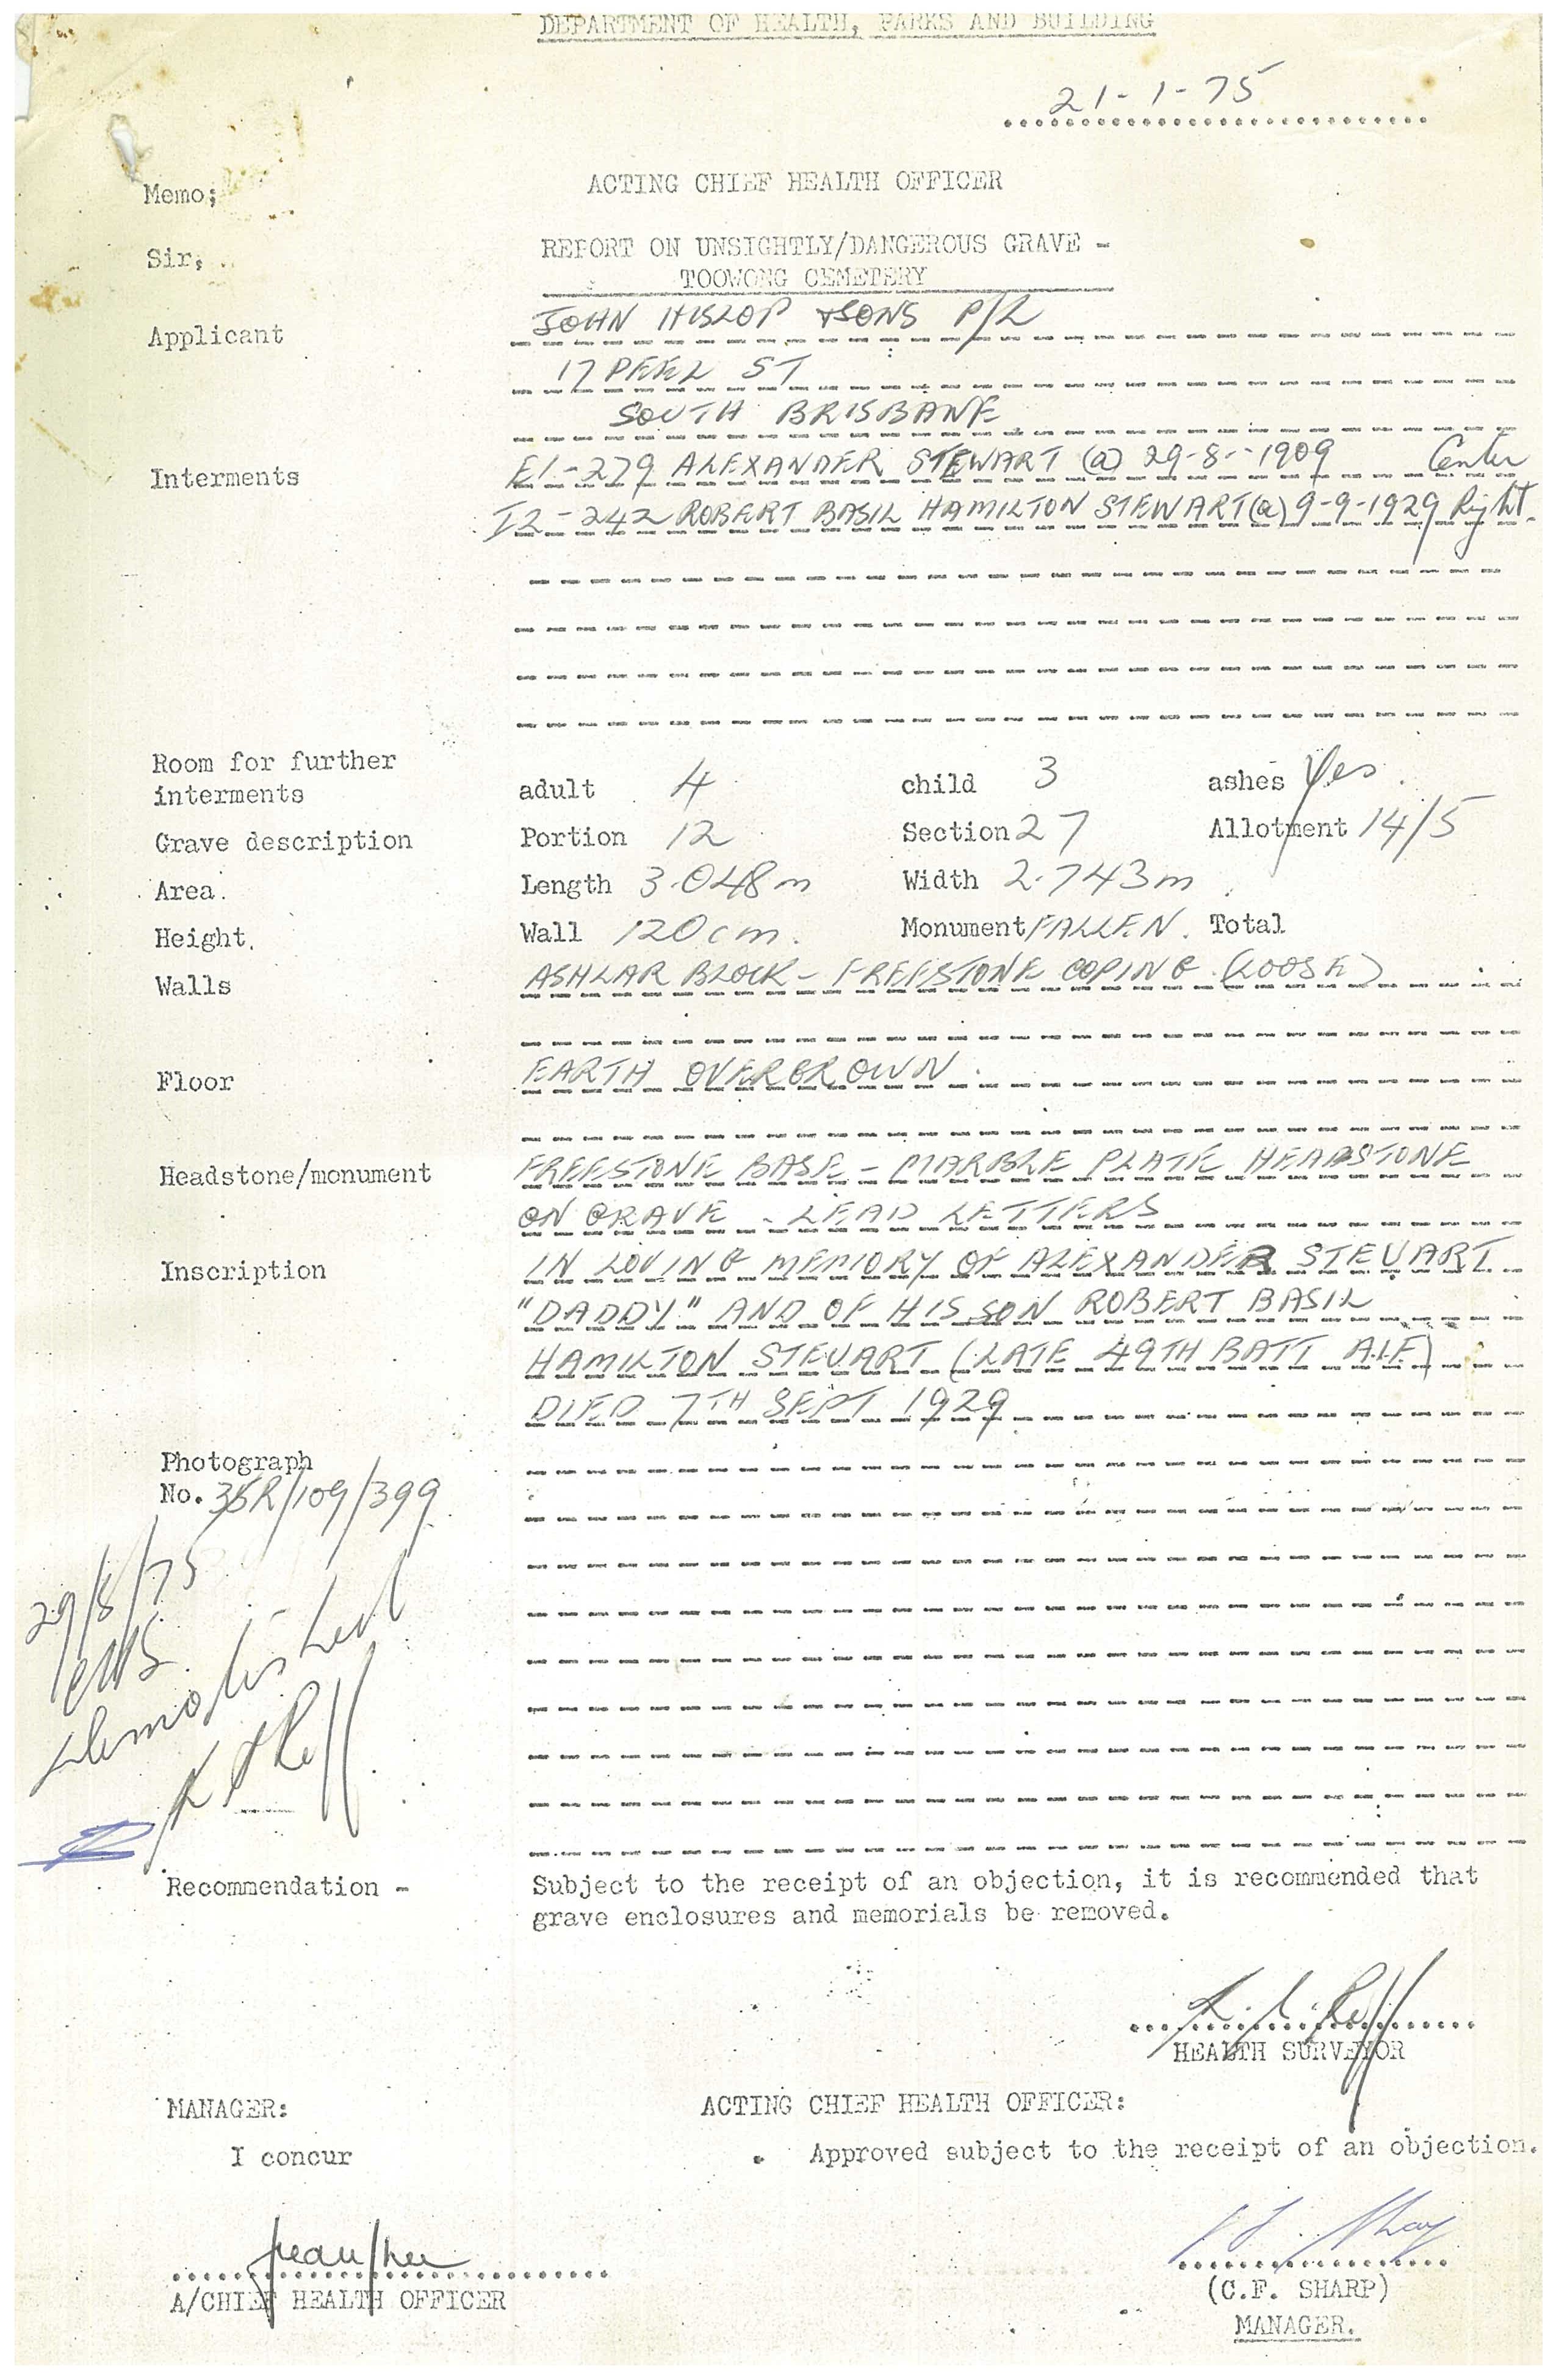 DEPARTMENT OF HEALTH, PARKS AND BUILDING
21-1-75
Memo; ACTING CHIEF HEALTH OFFICER
Sir, REPORT ON UNSIGHTLY/DANGEROUS GRAVE -
TOOWONG CEMETERY
Applicant JOHN HISLOP & SONS P/L
17 PEEL ST
SOUTH BRISBANE
Interments E1-279 ALEXANDER STEWART (a) 29-8-1909 Center
I2-242 ROBERT BASIL HAMILTON STEWART (a) 9-9-1929 Right.
Room for further
interments adult 4 child 3 ashes Yes.
Grave description Portion 12 Section 27 Allotment 14/5
Area. Length 3.048m Width 2.743m
Height. Wall 120cm. Monument FALLEN. Total
Walls ASHLAR BLOCK - FREESTONE COPING (LOOSE)
Floor EARTH OVERGROWN.
Headstone/monument FREESTONE BASE - MARBLE PLATE HEADSTONE
ON GRAVE - LEAD LETTERS
Inscription IN LOVING MEMORY OF ALEXANDER STEUART
"DADDY" AND OF HIS SON ROBERT BASIL
HAMILTON STEUART (LATE 49TH BATT A.I.F.)
DIED 7TH SEPT 1929
Photograph
No. 35R/109/399
29/8/75
demolished
Recommendation - Subject to the receipt of an objection, it is recommended that
grave enclosures and memorials be removed.
HEALTH SURVEYOR
MANAGER: ACTING CHIEF HEALTH OFFICER:
I concur . Approved subject to the receipt of an objection.
A/CHIEF HEALTH OFFICER (C.F. SHARP)
MANAGER.